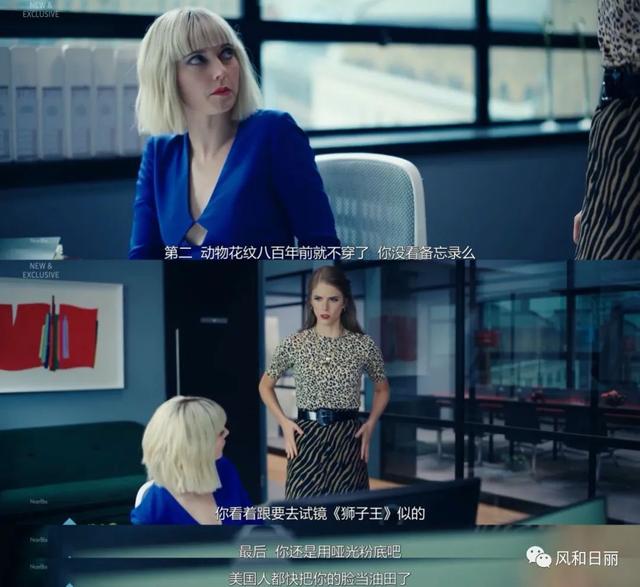 NEW &
EXCLUSIVE
第二 动物花纹八百年前就不穿了 你没看备忘录么
NEW &
EXCLUSIVE
你看着跟要去试镜《狮子王》似的
最后 你还是用哑光粉底吧
美国人都快把你的脸当油田了
风和日丽